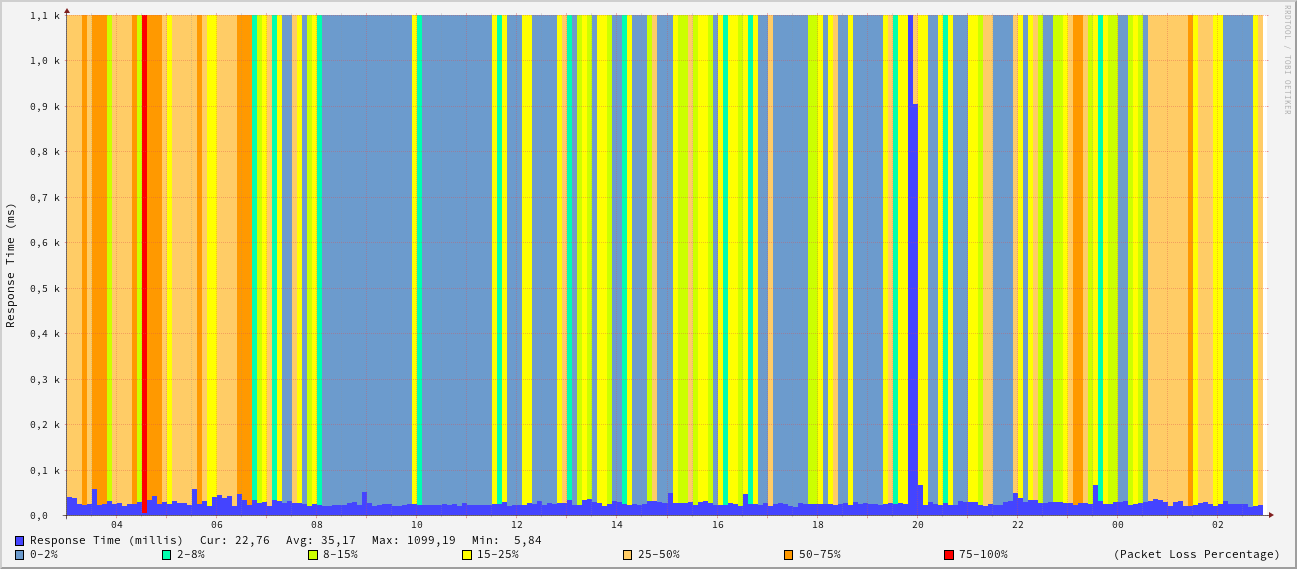 RRDTOOL / TOBI OETIKER
Response Time (ms)
1,1 k
1,0 k
0,9 k
0,8 k
0,7 k
0,6 k
0,5 k
0,4 k
0,3 k
0,2 k
0,1 k
0,0
04 06 08 10 12 14 16 18 20 22 00 02
Response Time (millis) Cur: 22,76 Avg: 35,17 Max: 1099,19 Min: 5,84
0-2% 2-8% 8-15% 15-25% 25-50% 50-75% 75-100% (Packet Loss Percentage)